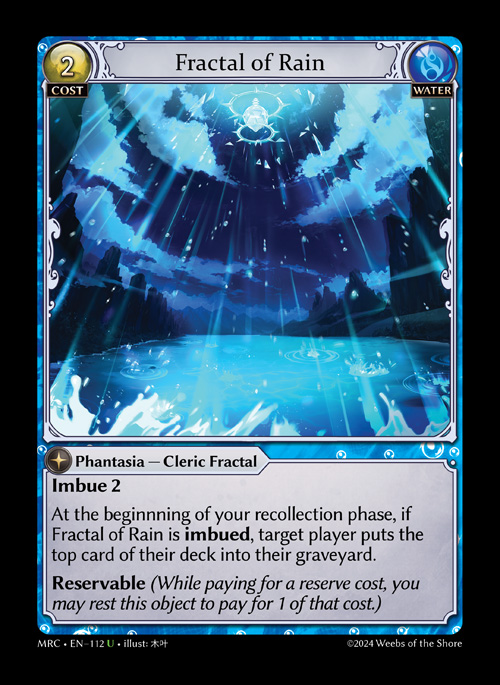 2
Fractal of Rain
COST
WATER
Phantasia — Cleric Fractal
Imbue 2
At the beginnning of your recollection phase, if
Fractal of Rain is imbued, target player puts the
top card of their deck into their graveyard.
Reservable (While paying for a reserve cost, you
may rest this object to pay for 1 of that cost.)
MRC • EN–112 U • illust: 木叶
©2024 Weebs of the Shore